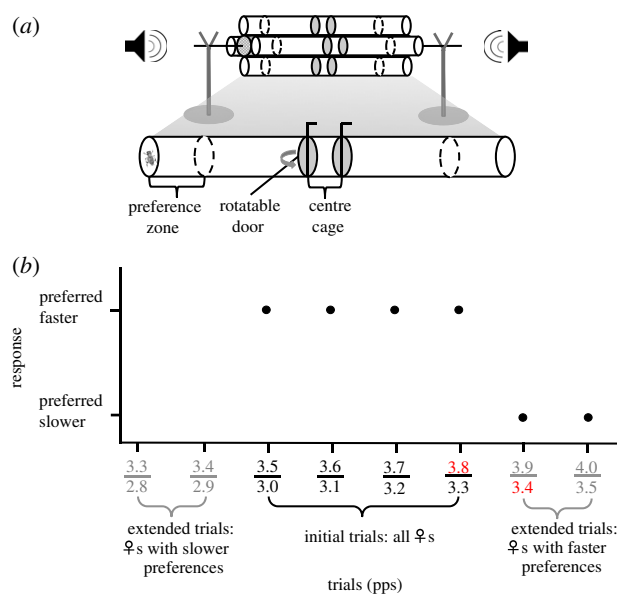 (a)
preference
zone
rotatable
door
centre
cage
(b)
response
preferred
faster
preferred
slower
3.3 3.4 3.5 3.6 3.7 3.8 3.9 4.0
2.8 2.9 3.0 3.1 3.2 3.3 3.4 3.5
extended trials:
♀s with slower
preferences
initial trials: all ♀s
extended trials:
♀s with faster
preferences
trials (pps)